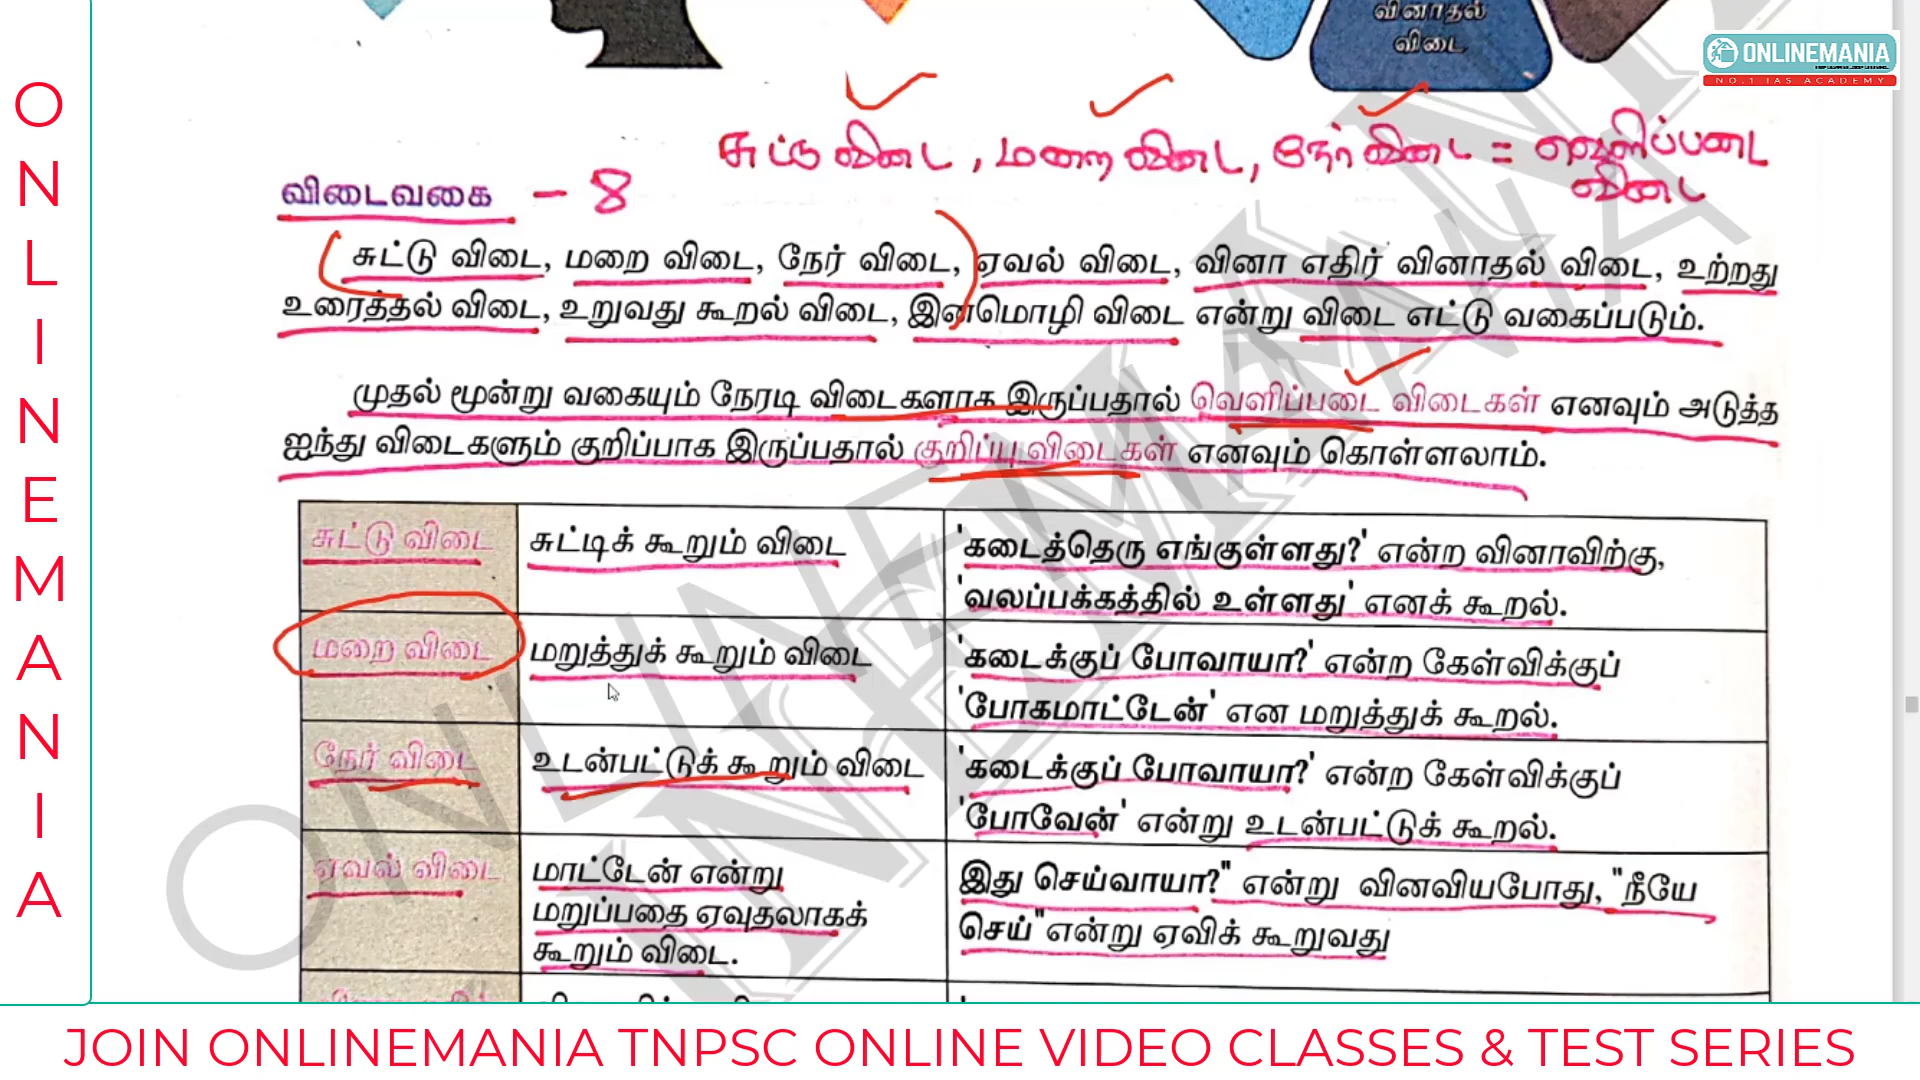 வினாதல்
விடை
ONLINEMANIA
NO.1 IAS ACADEMY
ONLINEMANIA
சுட்டு விடை, மறை விடை, நேர் விடை = வெளிப்படை
விடை
விடைவகை - 8
சுட்டு விடை, மறை விடை, நேர் விடை, ஏவல் விடை, வினா எதிர் வினாதல் விடை, உற்றது
உரைத்தல் விடை, உறுவது கூறல் விடை, இனமொழி விடை என்று விடை எட்டு வகைப்படும்.
முதல் மூன்று வகையும் நேரடி விடைகளாக இருப்பதால் வெளிப்படை விடைகள் எனவும் அடுத்த
ஐந்து விடைகளும் குறிப்பாக இருப்பதால் குறிப்பு விடைகள் எனவும் கொள்ளலாம்.
சுட்டு விடை
சுட்டிக் கூறும் விடை
'கடைத்தெரு எங்குள்ளது?' என்ற வினாவிற்கு,
'வலப்பக்கத்தில் உள்ளது' எனக் கூறல்.
மறை விடை
மறுத்துக் கூறும் விடை
'கடைக்குப் போவாயா?' என்ற கேள்விக்குப்
'போகமாட்டேன்' என மறுத்துக் கூறல்.
நேர் விடை
உடன்பட்டுக் கூறும் விடை
'கடைக்குப் போவாயா?' என்ற கேள்விக்குப்
'போவேன்' என்று உடன்பட்டுக் கூறல்.
ஏவல் விடை
மாட்டேன் என்று
மறுப்பதை ஏவுதலாகக்
கூறும் விடை.
இது செய்வாயா?" என்று வினவியபோது, "நீயே
செய்" என்று ஏவிக் கூறுவது
ONLINEMANIA
JOIN ONLINEMANIA TNPSC ONLINE VIDEO CLASSES & TEST SERIES